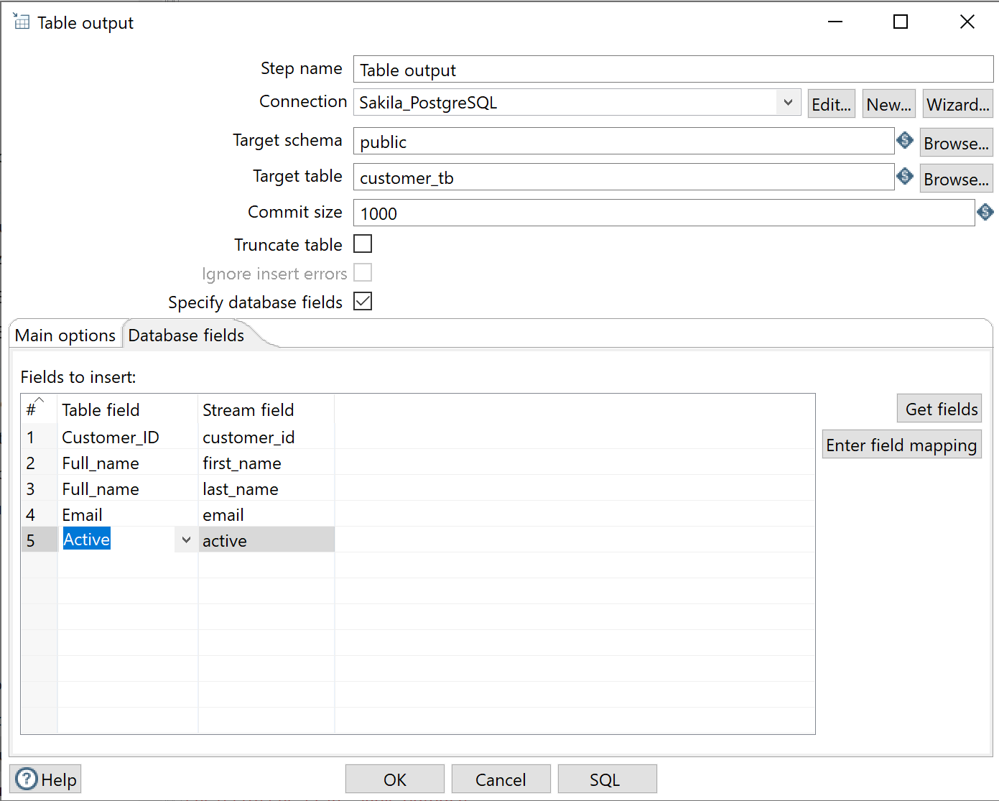 Table output
Step name Table output
Connection Sakila_PostgreSQL Edit... New... Wizard...
Target schema public Browse...
Target table customer_tb Browse...
Commit size 1000
Truncate table
Ignore insert errors
Specify database fields
Main options Database fields
Fields to insert:
# Table field Stream field Get fields
1 Customer_ID customer_id Enter field mapping
2 Full_name first_name
3 Full_name last_name
4 Email email
5 Active active
Help OK Cancel SQL